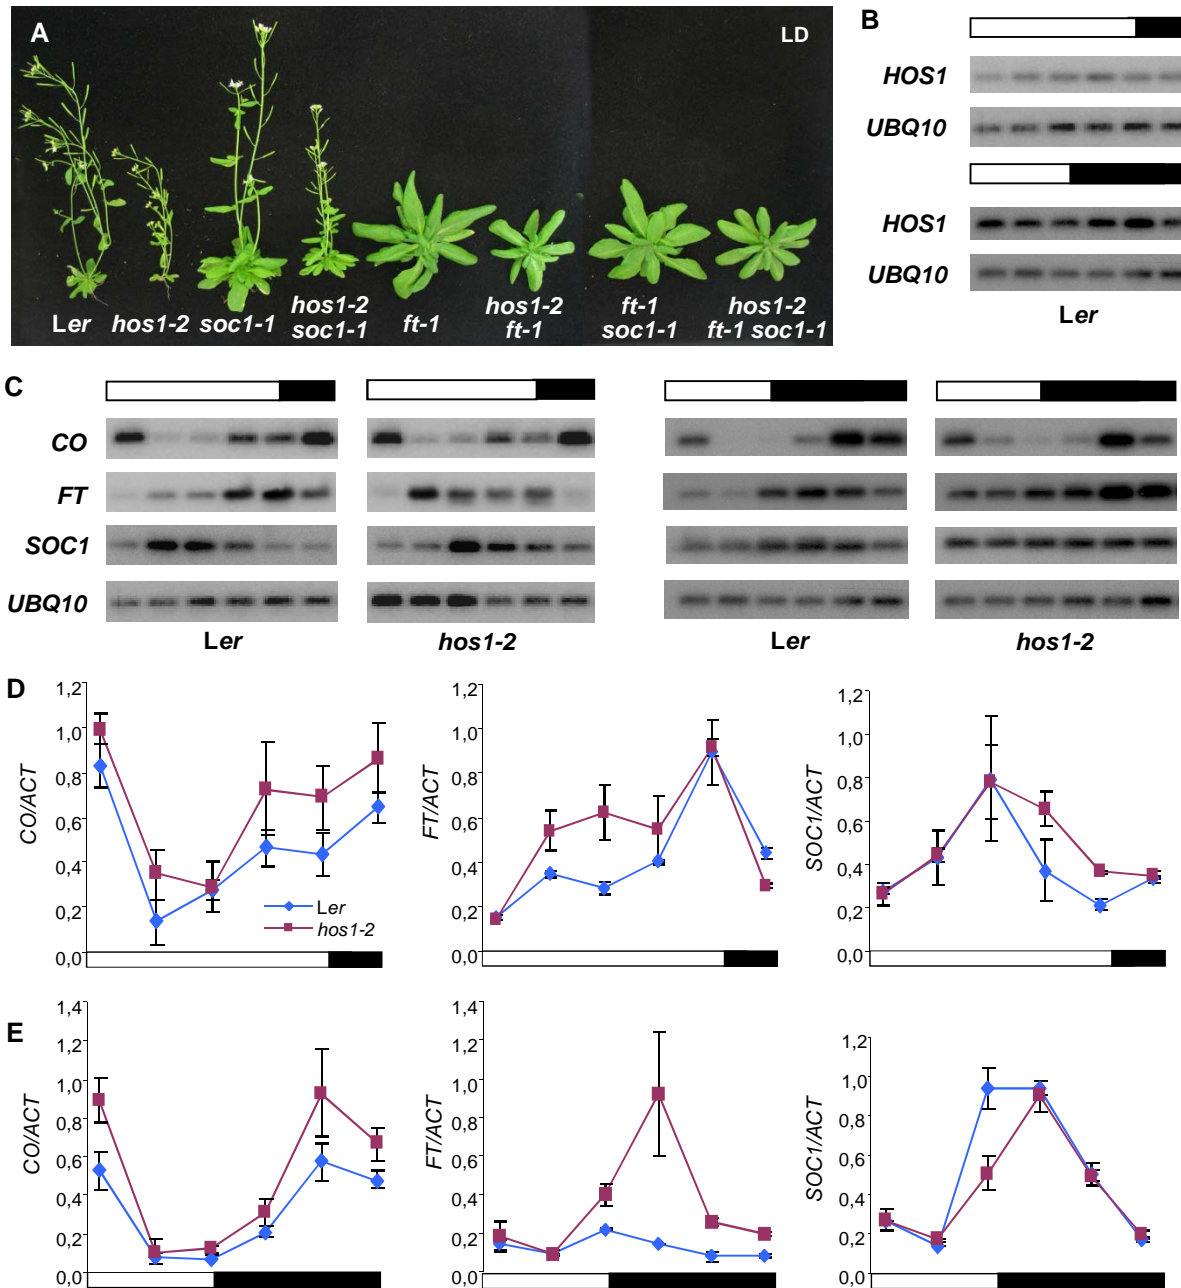 A
LD
Ler hos1-2 soc1-1 hos1-2 soc1-1 ft-1 hos1-2 ft-1 ft-1 soc1-1 hos1-2 ft-1 soc1-1
B
HOS1
UBQ10
HOS1
UBQ10
Ler
C
CO
FT
SOC1
UBQ10
Ler hos1-2 Ler hos1-2
D
CO/ACT
1,2
1,0
0,8
0,6
0,4
0,2
0,0
Ler
hos1-2
FT/ACT
1,2
1,0
0,8
0,6
0,4
0,2
0,0
SOC1/ACT
1,2
1,0
0,8
0,6
0,4
0,2
0,0
E
CO/ACT
1,4
1,2
1,0
0,8
0,6
0,4
0,2
0,0
FT/ACT
1,4
1,2
1,0
0,8
0,6
0,4
0,2
0,0
SOC1/ACT
1,2
1,0
0,8
0,6
0,4
0,2
0,0